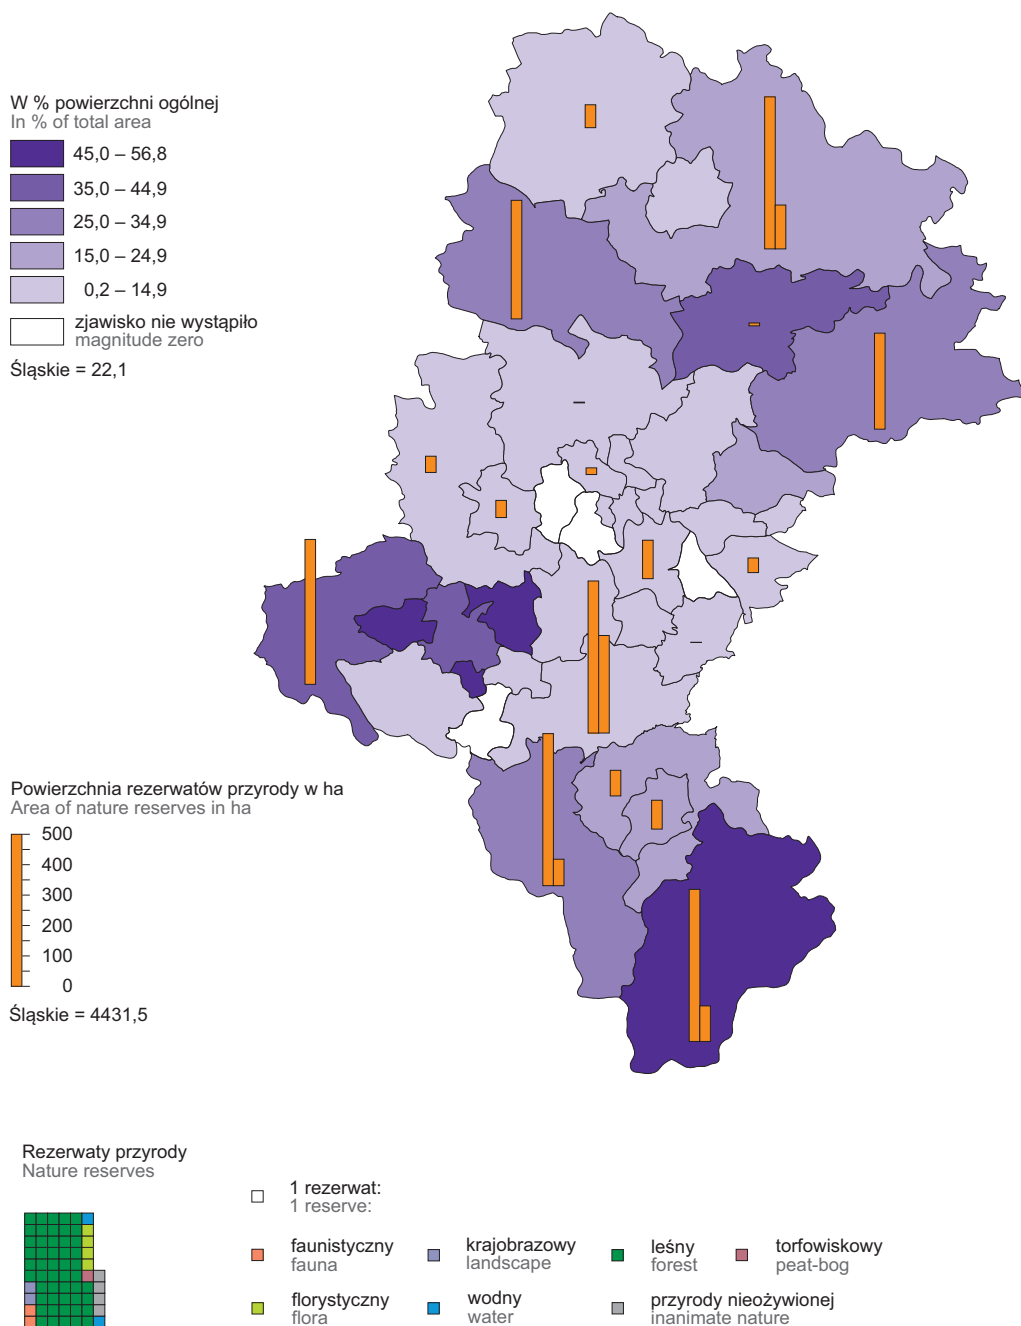 W % powierzchni ogólnej
In % of total area
45,0 – 56,8
35,0 – 44,9
25,0 – 34,9
15,0 – 24,9
0,2 – 14,9
zjawisko nie wystąpiło
magnitude zero
Śląskie = 22,1
Powierzchnia rezerwatów przyrody w ha
Area of nature reserves in ha
500
400
300
200
100
0
Śląskie = 4431,5
Rezerwaty przyrody
Nature reserves
1 rezerwat:
1 reserve:
faunistyczny
fauna
krajobrazowy
landscape
leśny
forest
torfowiskowy
peat-bog
florystyczny
flora
wodny
water
przyrody nieożywionej
inanimate nature